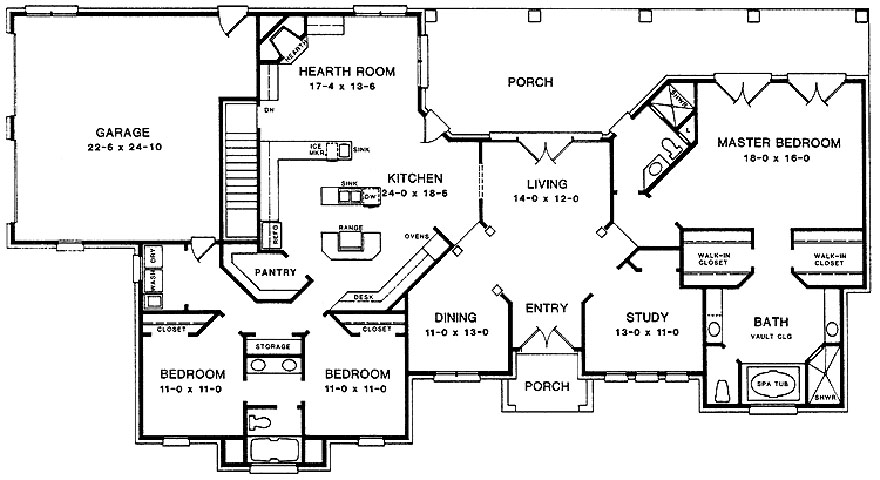 HEARTH
HEARTH ROOM
17-4 x 13-6
PORCH
DW
GARAGE
22-6 x 24-10
SHWR
MASTER BEDROOM
18-0 x 16-0
ICE
MKR
SINK
KITCHEN
24-0 x 13-6
SINK
DW
LIVING
14-0 x 12-0
REFG
RANGE
OVENS
WALK-IN
CLOSET
WALK-IN
CLOSET
WASH DRY
PANTRY
DESK
DINING
11-0 x 13-0
ENTRY
STUDY
13-0 x 11-0
BATH
VAULT CLG
CLOSET
CLOSET
STORAGE
BEDROOM
11-0 x 11-0
BEDROOM
11-0 x 11-0
PORCH
SPA TUB
SHWR